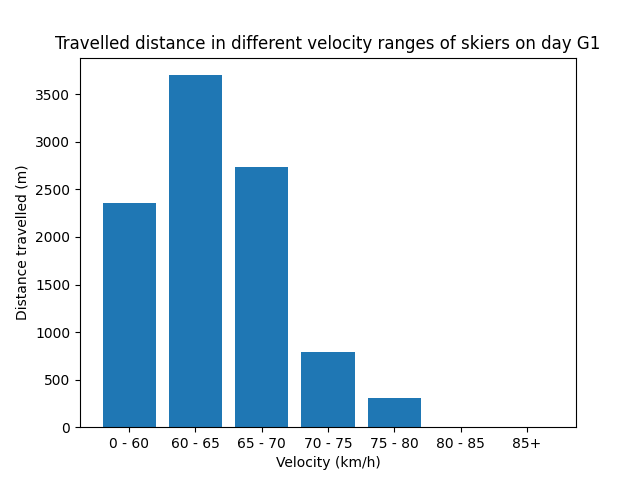 Travelled distance in different velocity ranges of skiers on day G1
3500
3000
2500
2000
1500
1000
500
0
Distance travelled (m)
0 - 60 60 - 65 65 - 70 70 - 75 75 - 80 80 - 85 85+
Velocity (km/h)